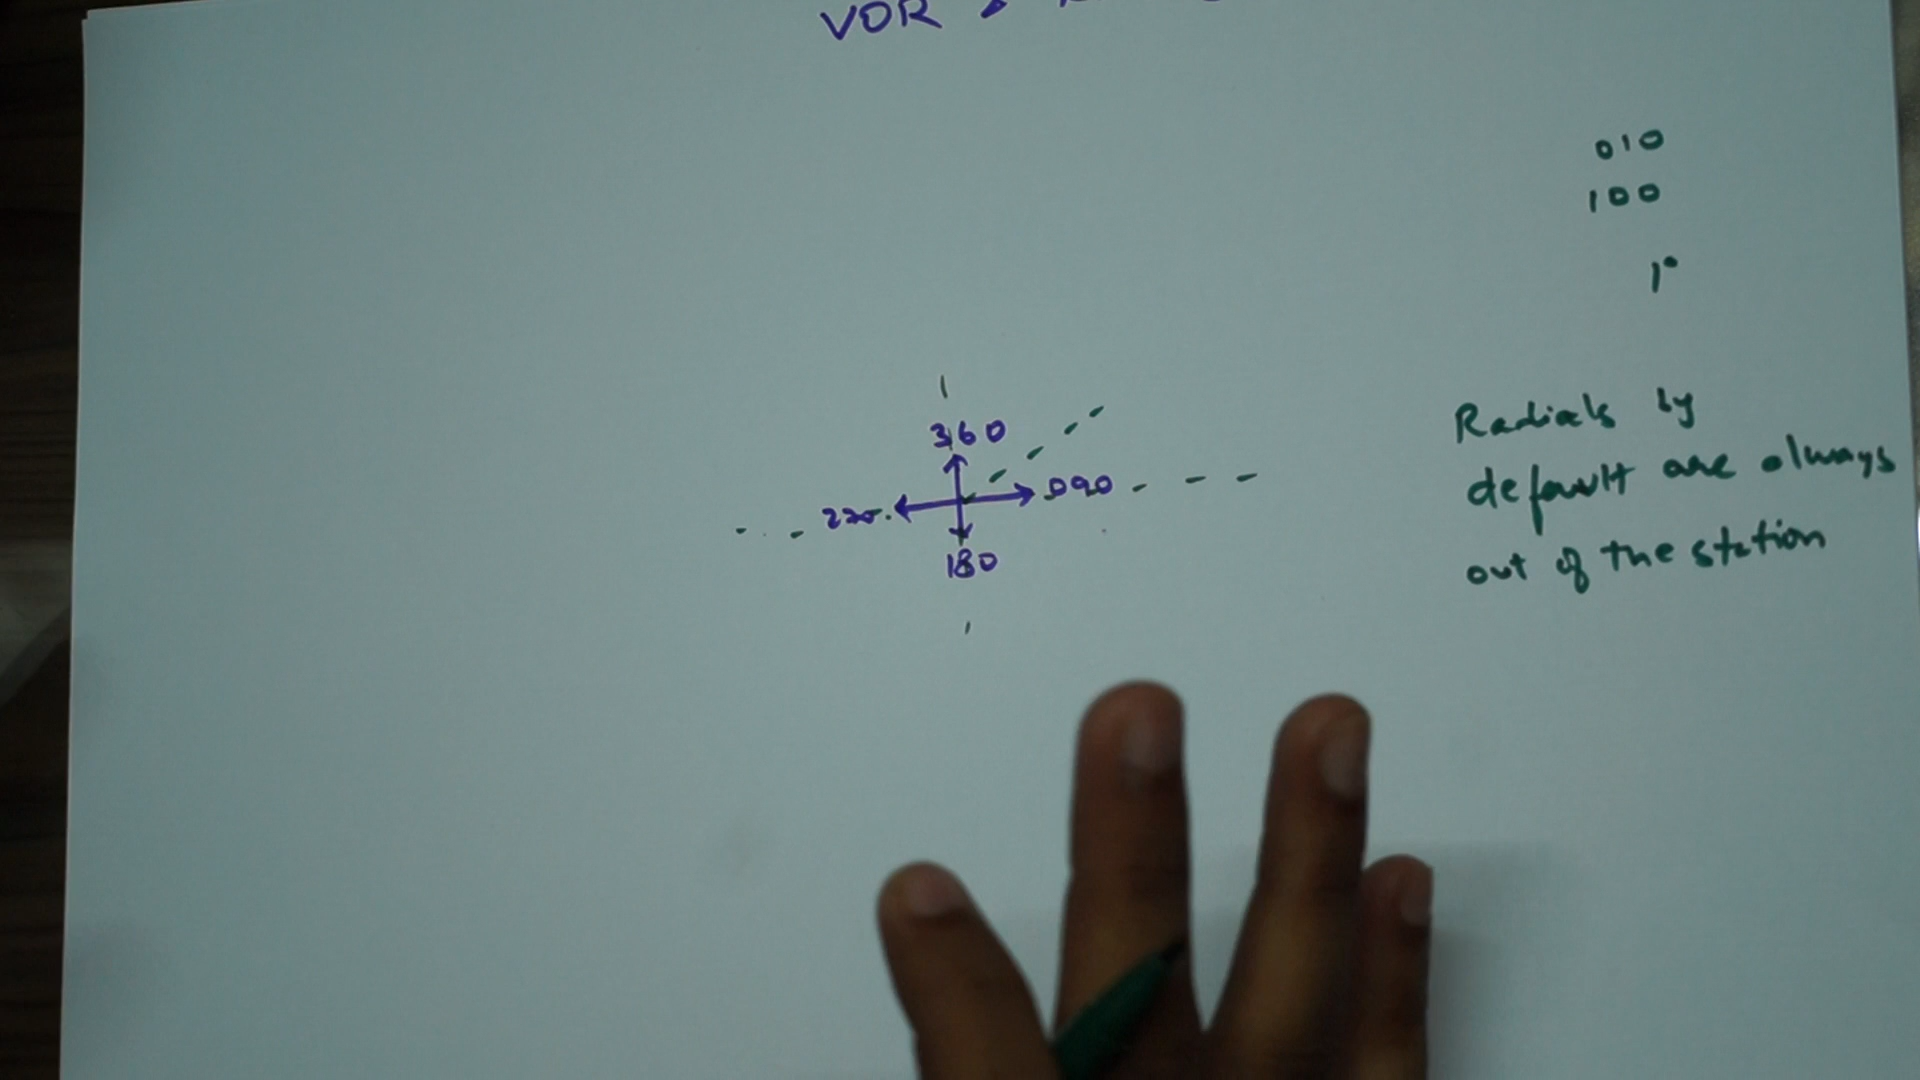 VOR
010
100
1°
360
090
270.
180
Radials by
default are always
out of the station